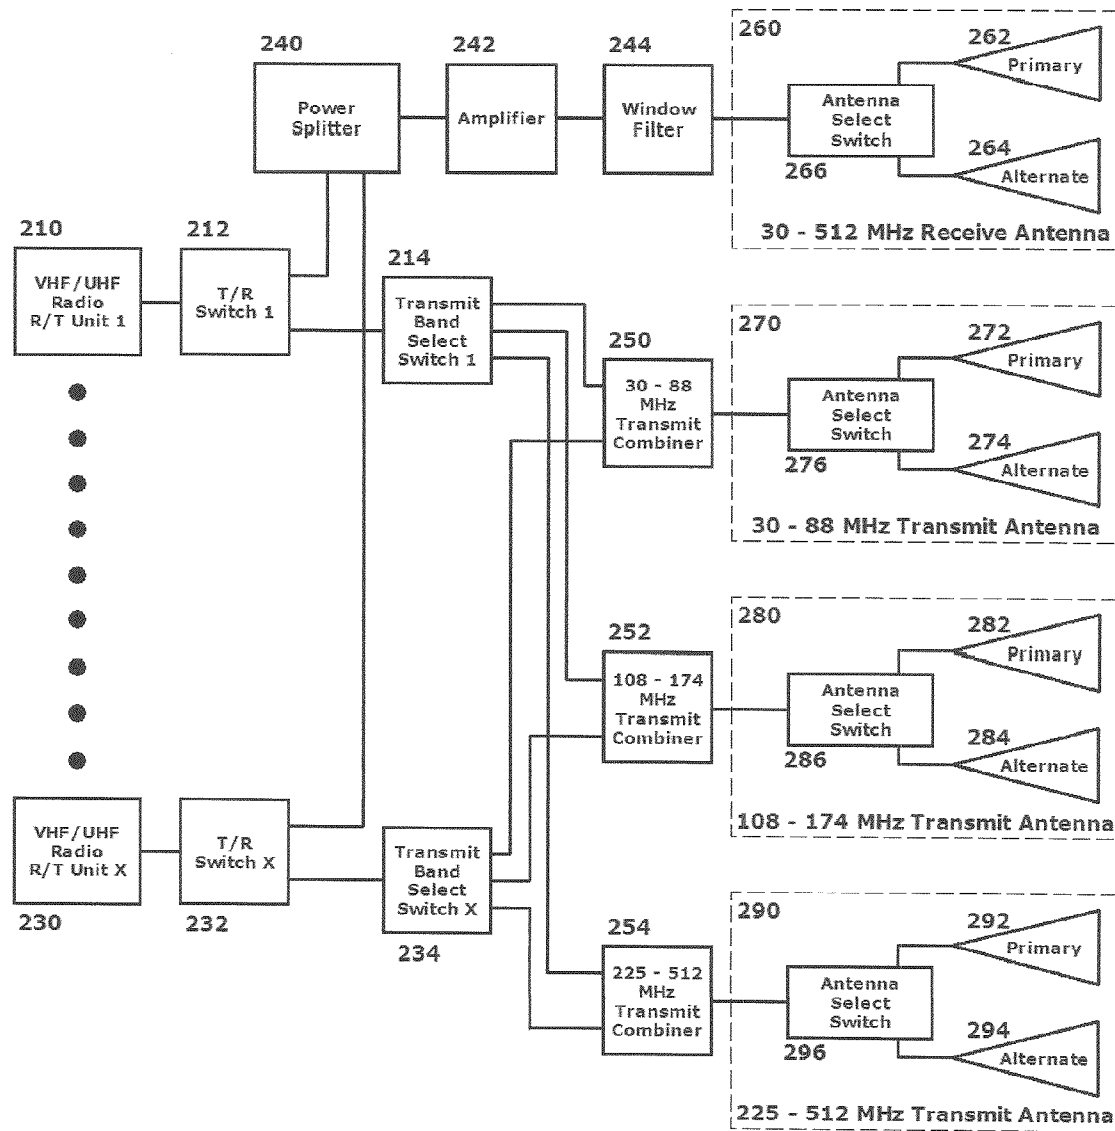 240
242
244
260
262
Primary
Power
Splitter
Amplifier
Window
Filter
Antenna
Select
Switch
266
264
Alternate
30 - 512 MHz Receive Antenna
210
212
214
VHF/UHF
Radio
R/T Unit 1
T/R
Switch 1
Transmit
Band
Select
Switch 1
250
30 - 88
MHz
Transmit
Combiner
270
272
Primary
Antenna
Select
Switch
276
274
Alternate
30 - 88 MHz Transmit Antenna
252
108 - 174
MHz
Transmit
Combiner
280
282
Primary
Antenna
Select
Switch
286
284
Alternate
108 - 174 MHz Transmit Antenna
VHF/UHF
Radio
R/T Unit X
230
T/R
Switch X
232
Transmit
Band
Select
Switch X
234
254
225 - 512
MHz
Transmit
Combiner
290
292
Primary
Antenna
Select
Switch
296
294
Alternate
225 - 512 MHz Transmit Antenna